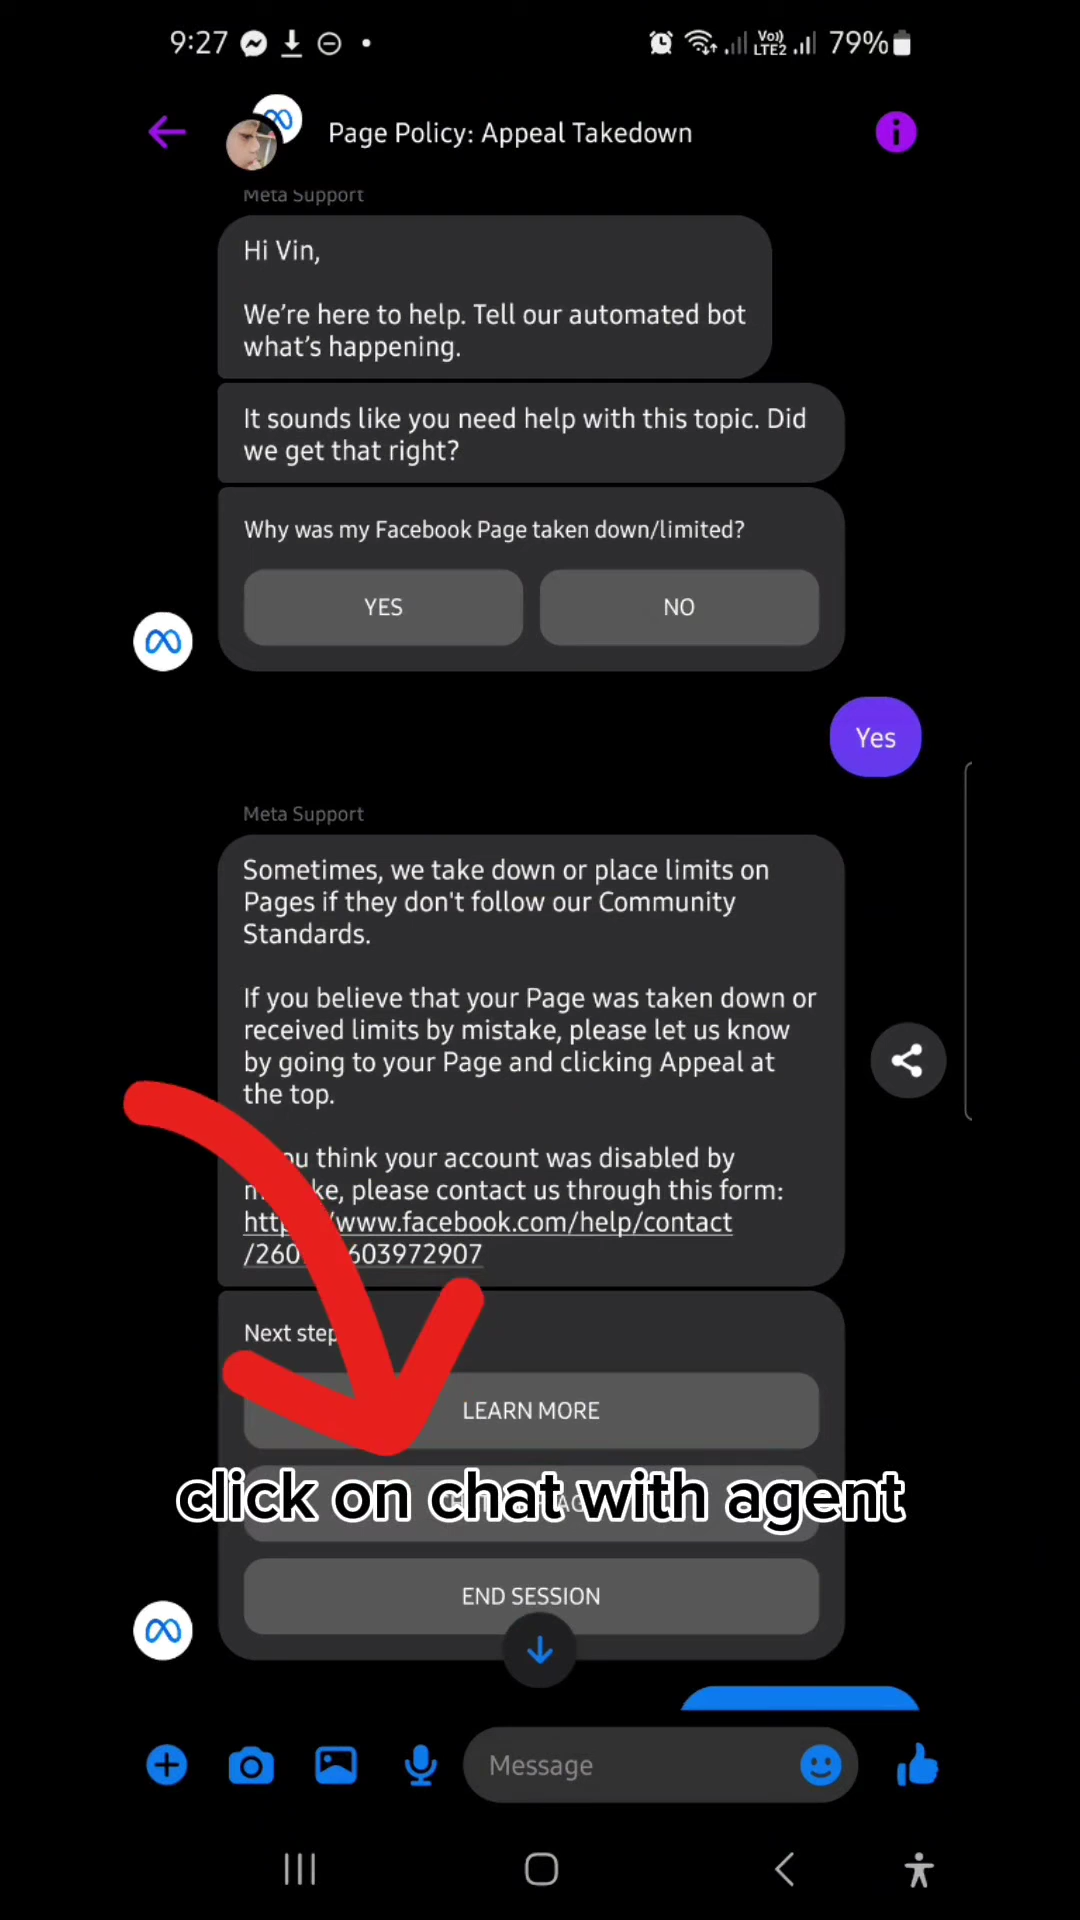 9:27
Vo))
LTE2
79%
Page Policy: Appeal Takedown
Meta Support
Hi Vin,
We're here to help. Tell our automated bot
what's happening.
It sounds like you need help with this topic. Did
we get that right?
Why was my Facebook Page taken down/limited?
YES
NO
Yes
Meta Support
Sometimes, we take down or place limits on
Pages if they don't follow our Community
Standards.
If you believe that your Page was taken down or
received limits by mistake, please let us know
by going to your Page and clicking Appeal at
the top.
think your account was disabled by
please contact us through this form:
www.facebook.com/help/contact
Next step
LEARN MORE
click on chat with agent
END SESSION
Message